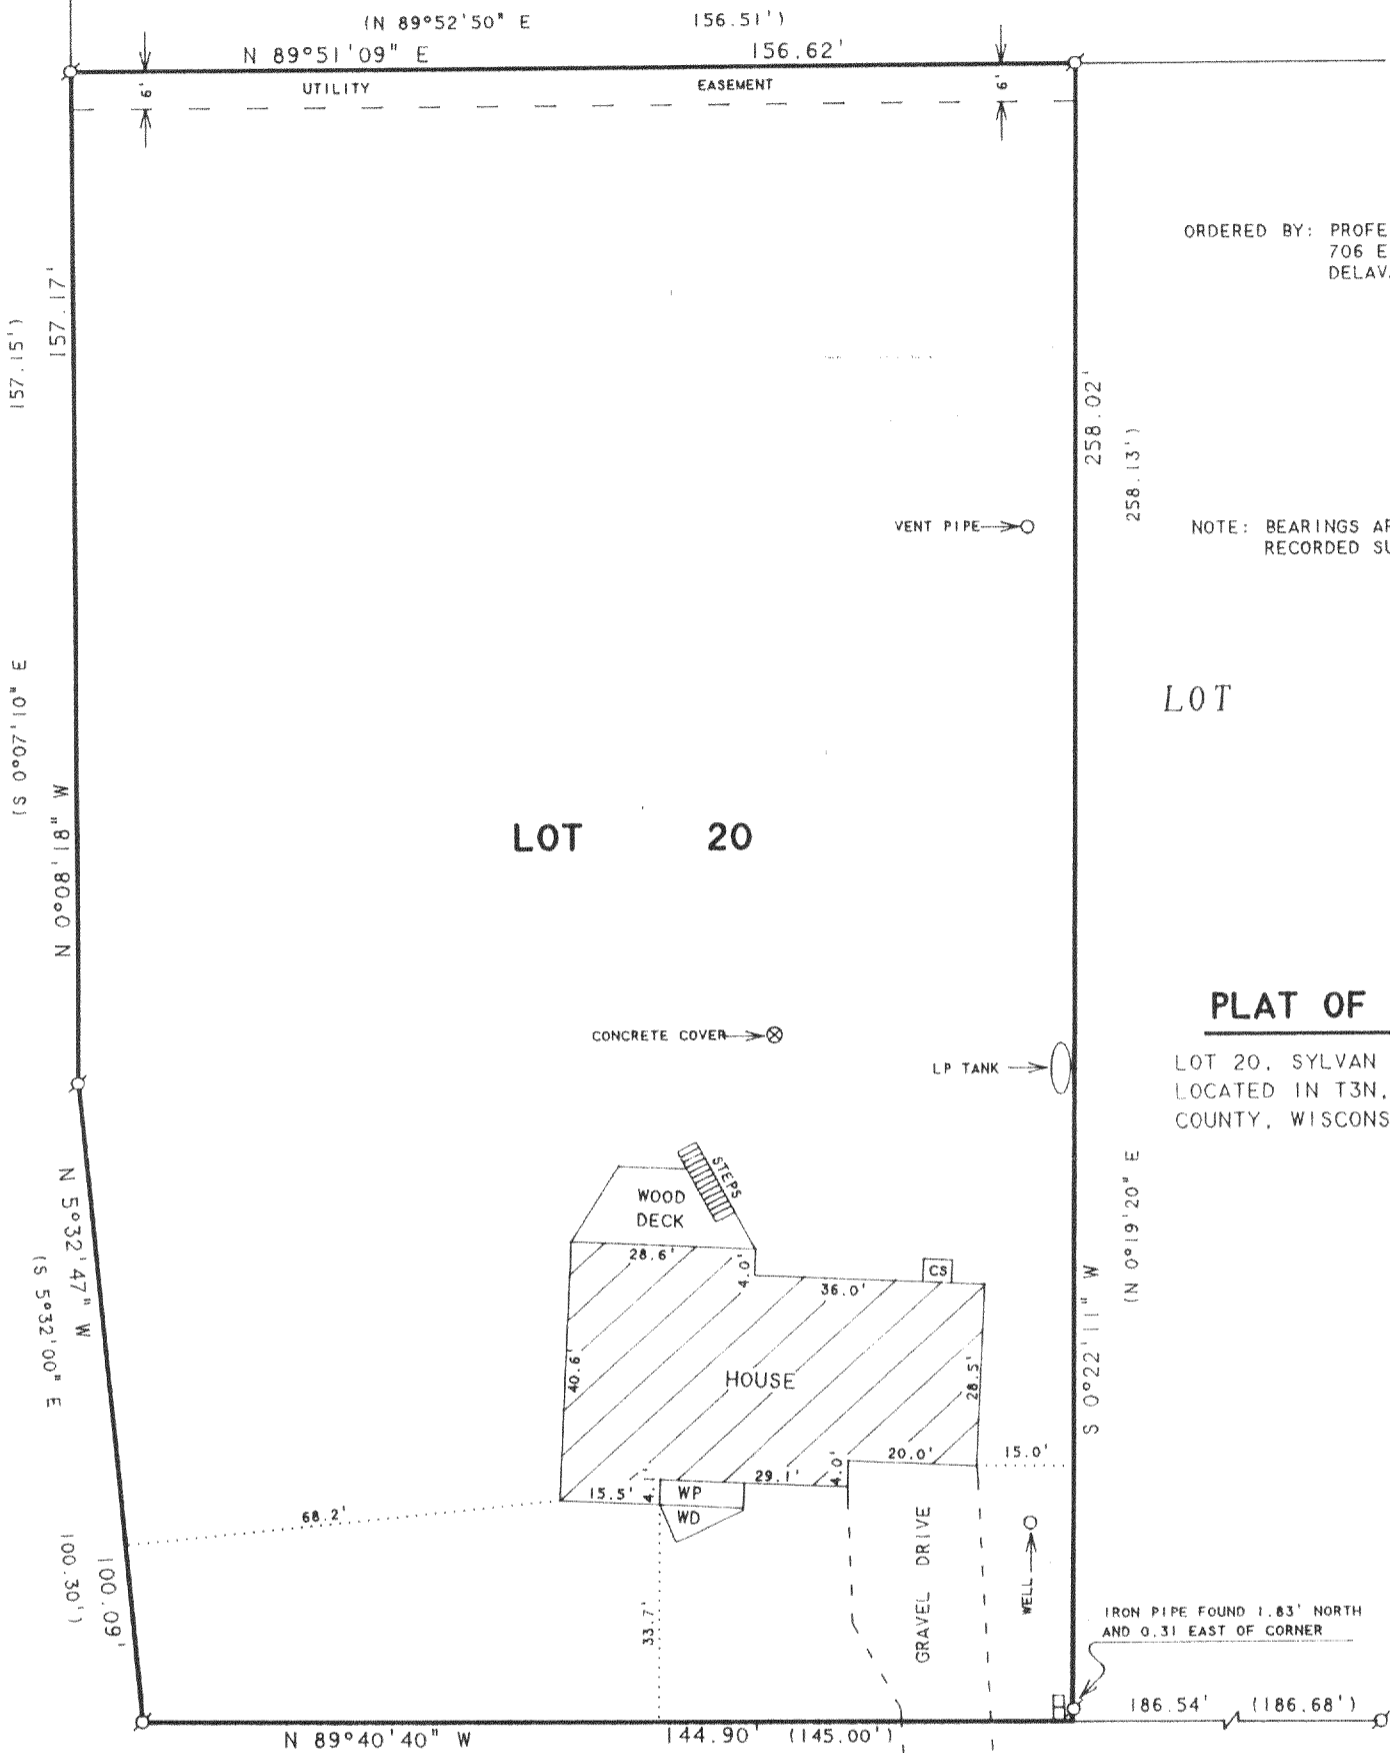 (N 89°52'50" E 156.51')
N 89°51'09" E 156.62'
6'
UTILITY EASEMENT
6'
ORDERED BY: PROFE
706 E
DELAV
157.15')
157.17'
258.02'
258.13')
VENT PIPE
NOTE: BEARINGS AR
RECORDED SU
(S 0°07'10" E
N 0°08'18" W
LOT
LOT 20
PLAT OF
CONCRETE COVER
LP TANK
LOT 20, SYLVAN
LOCATED IN T3N,
COUNTY, WISCONS
STEPS
WOOD
DECK
N 5°32'47" W
(S 5°32'00" E
(N 0°19'20" E
S 0°22'11" W
28.6'
4.0'
CS
36.0'
40.6'
HOUSE
28.5'
20.0'
15.0'
4.0'
29.1'
15.5'
4.1'
WP
WD
68.2'
GRAVEL DRIVE
WELL
100.30')
100.09'
33.7'
IRON PIPE FOUND 1.83' NORTH
AND 0.31 EAST OF CORNER
186.54' (186.68')
N 89°40'40" W 144.90' (145.00')